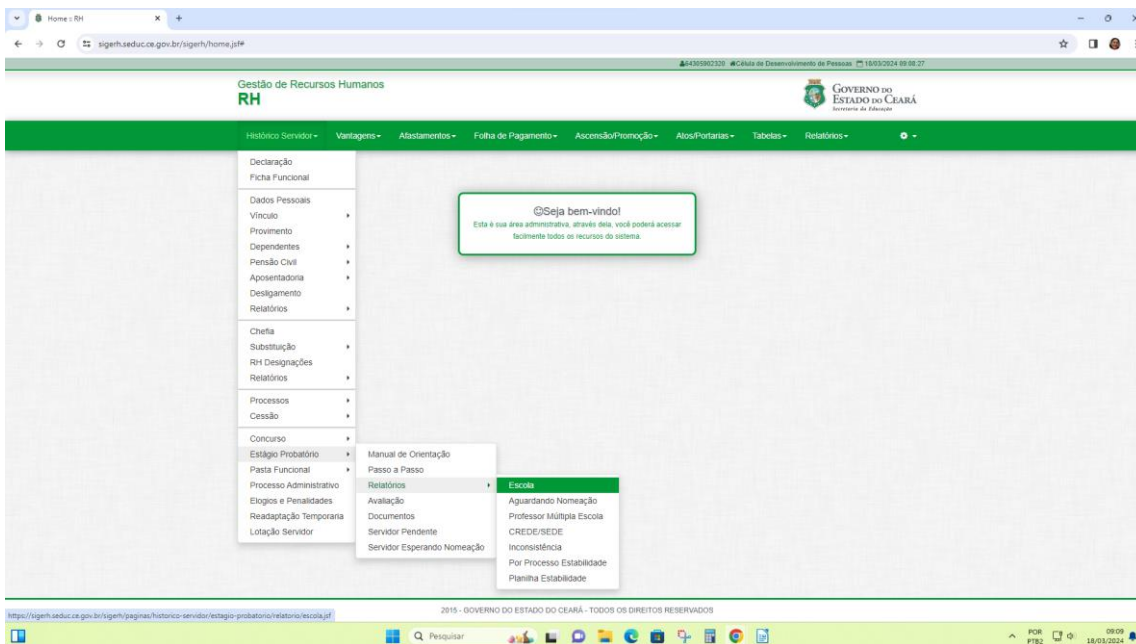 Home :: RH
sigerh.seduc.ce.gov.br/sigerh/home.jsf#
84305902320 Célula de Desenvolvimento de Pessoas 18/03/2024 09:08:27
Gestão de Recursos Humanos
RH
GOVERNO DO
ESTADO DO CEARÁ
Secretaria da Educação
Histórico Servidor Vantagens Afastamentos Folha de Pagamento Ascensão/Promoção Atos/Portarias Tabelas Relatórios
Declaração
Ficha Funcional
Dados Pessoais
Vínculo
Provimento
Dependentes
Pensão Civil
Aposentadoria
Desligamento
Relatórios
Chefia
Substituição
RH Designações
Relatórios
Processos
Cessão
Concurso
Estágio Probatório
Pasta Funcional
Processo Administrativo
Elogios e Penalidades
Readaptação Temporaria
Lotação Servidor
Manual de Orientação
Passo a Passo
Relatórios
Avaliação
Documentos
Servidor Pendente
Servidor Esperando Nomeação
Escola
Aguardando Nomeação
Professor Múltipla Escola
CREDE/SEDE
Inconsistência
Por Processo Estabilidade
Planilha Estabilidade
Seja bem-vindo!
Esta é sua área administrativa, através dela, você poderá acessar
facilmente todos os recursos do sistema.
2015 - GOVERNO DO ESTADO DO CEARÁ - TODOS OS DIREITOS RESERVADOS
https://sigerh.seduc.ce.gov.br/sigerh/paginas/historico-servidor/estagio-probatorio/relatorio/escola.jsf
Pesquisar
POR
PTB2
09:09
18/03/2024